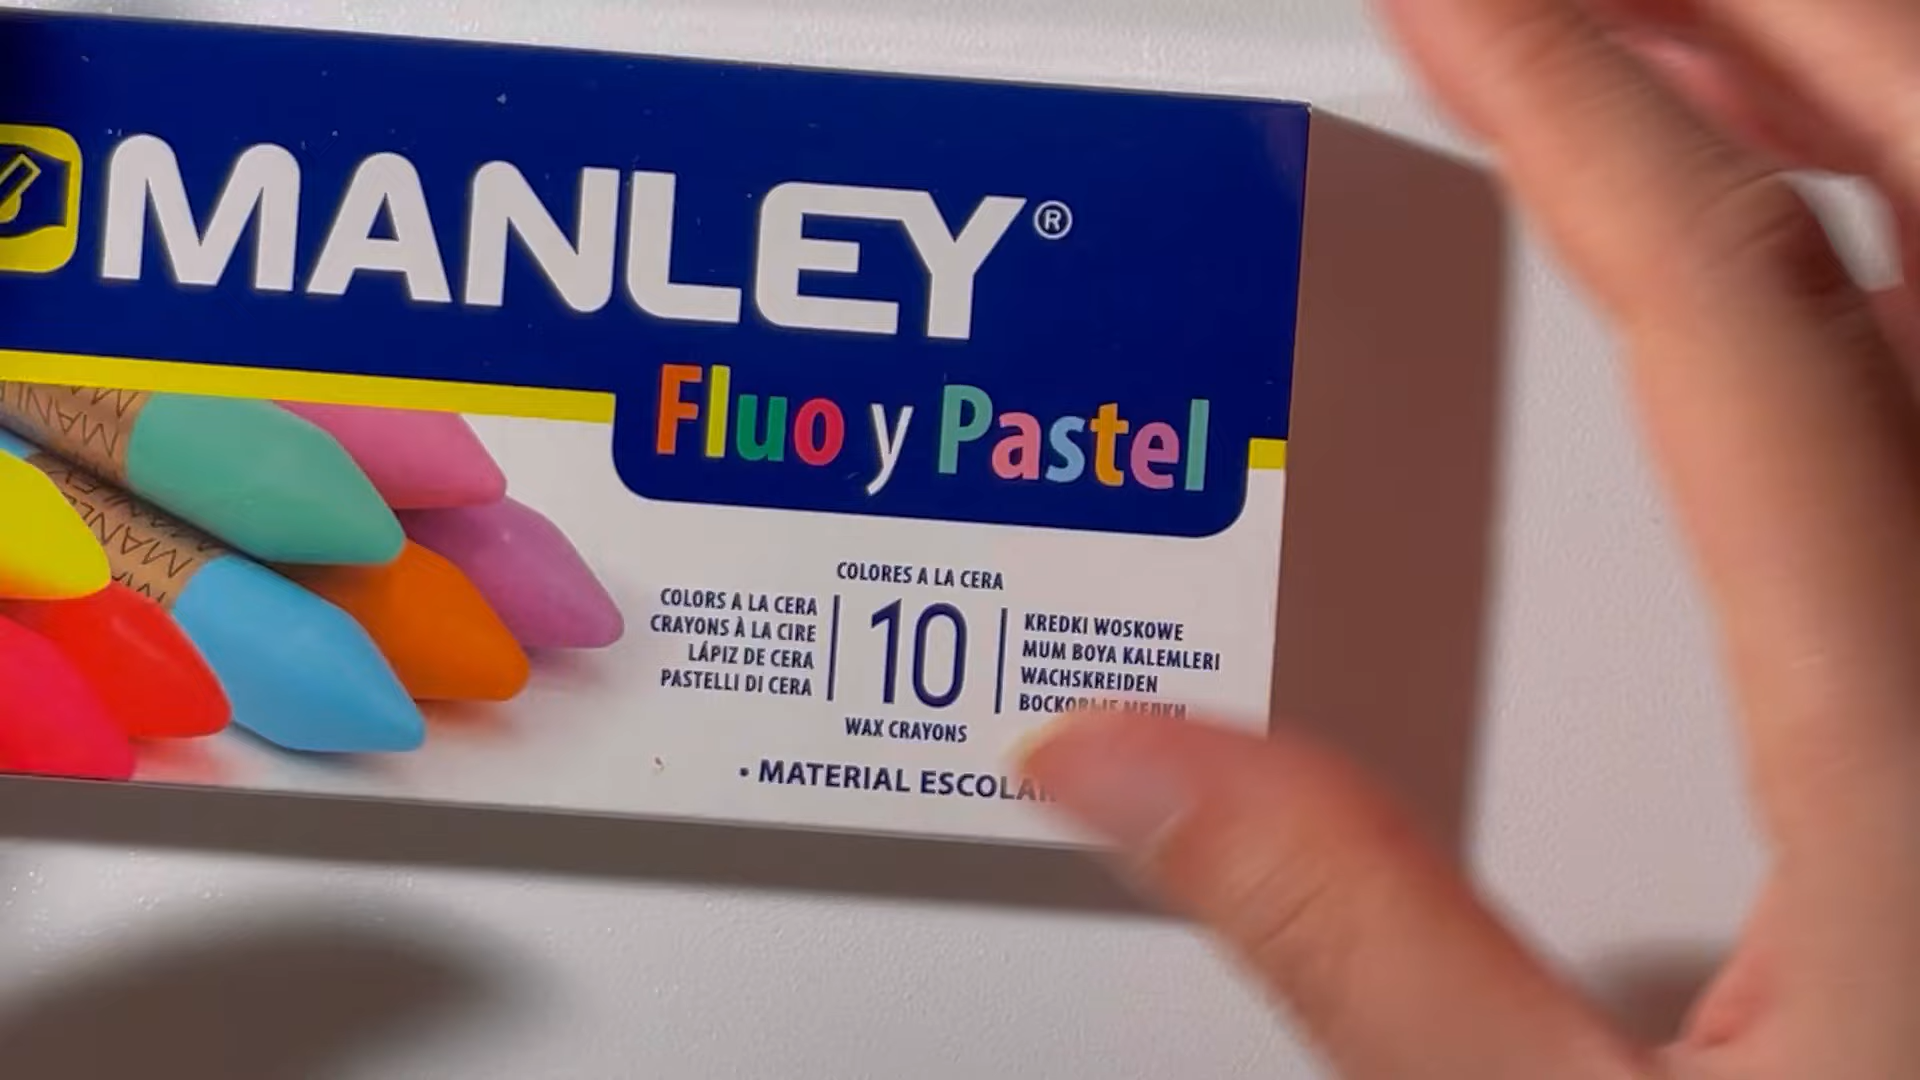 MANLEY®
Fluo y Pastel
COLORES A LA CERA
COLORS A LA CERA
CRAYONS À LA CIRE
LÁPIZ DE CERA
PASTELLI DI CERA
10
KREDKI WOSKOWE
MUM BOYA KALEMLERI
WACHSKREIDEN
WAX CRAYONS
• MATERIAL ESCOLAR